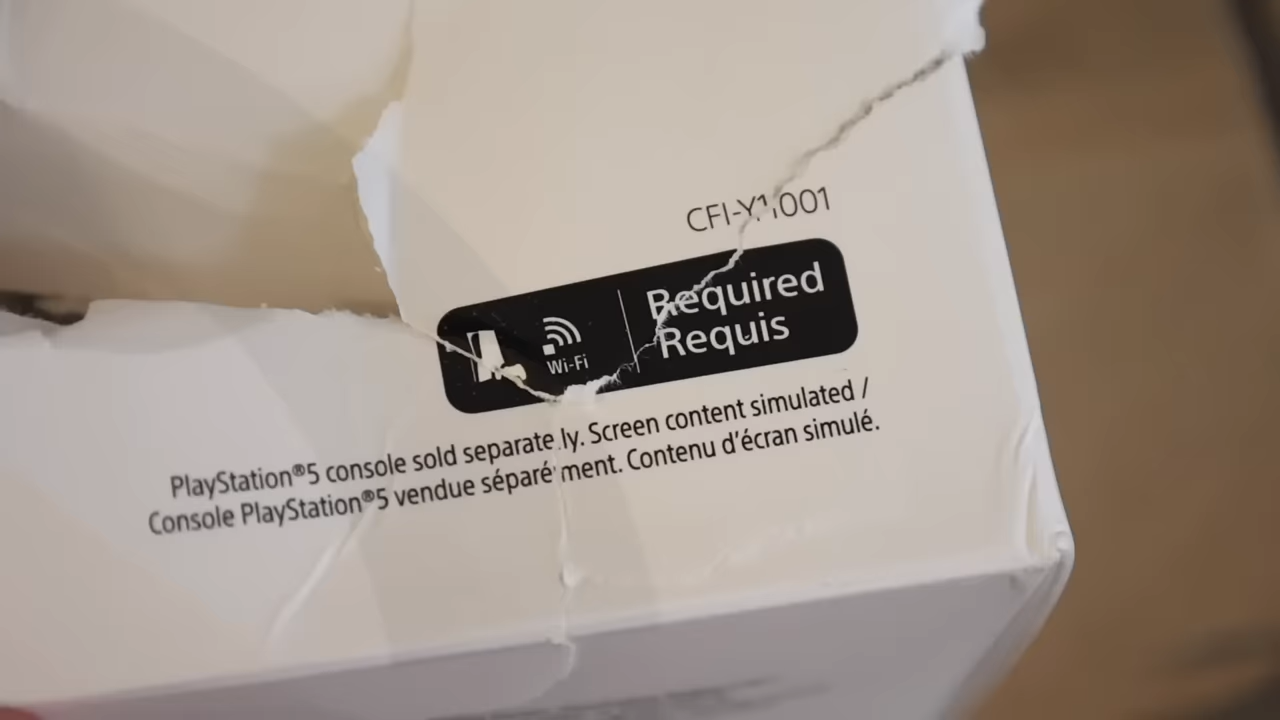 CFI-Y1001
Wi-Fi
Required
Requis
PlayStation®5 console sold separately. Screen content simulated /
Console PlayStation®5 vendue séparément. Contenu d'écran simulé.